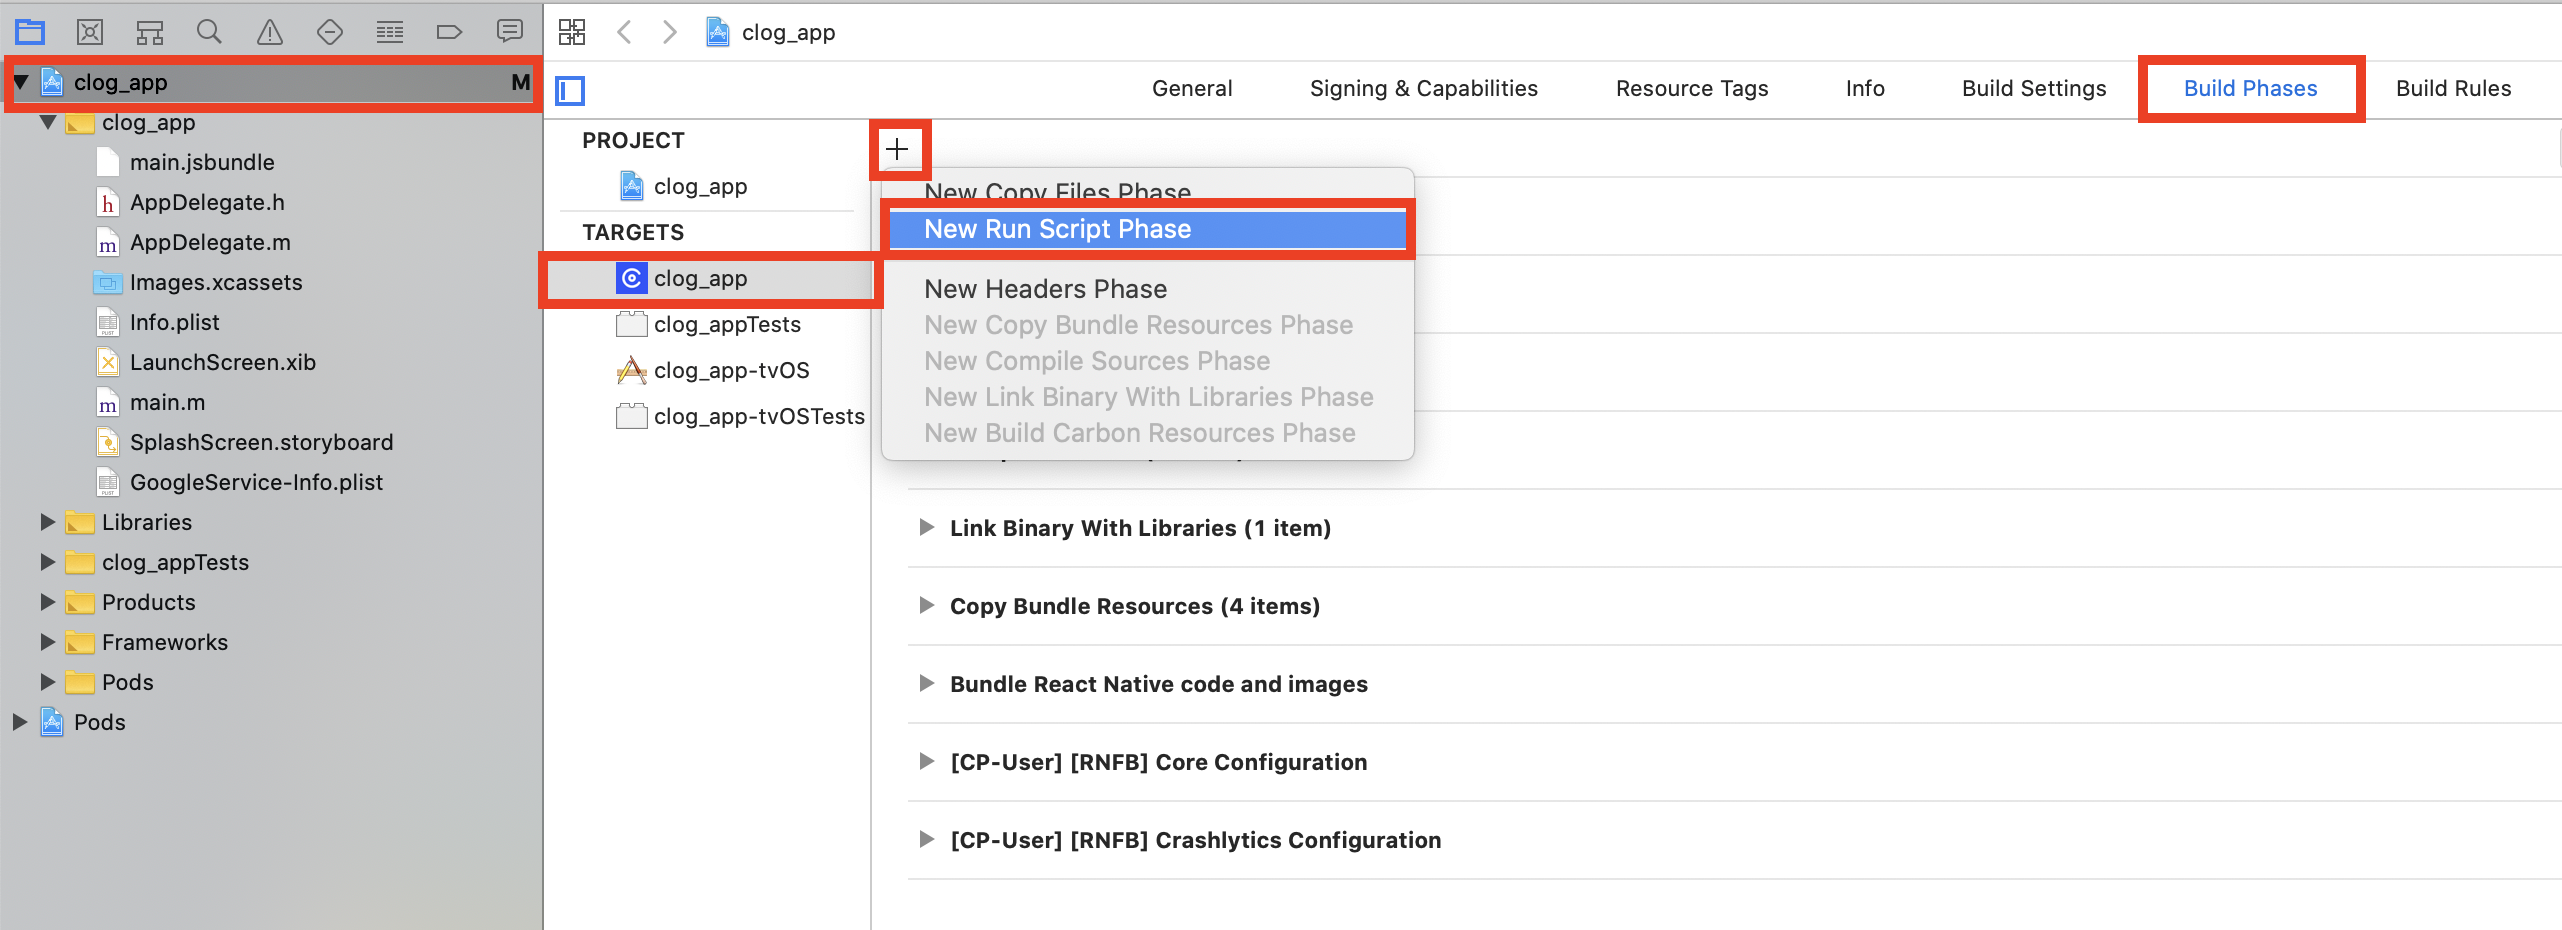 clog_app
clog_app M
clog_app
main.jsbundle
AppDelegate.h
AppDelegate.m
Images.xcassets
Info.plist
LaunchScreen.xib
main.m
SplashScreen.storyboard
GoogleService-Info.plist
Libraries
clog_appTests
Products
Frameworks
Pods
Pods
General Signing & Capabilities Resource Tags Info Build Settings Build Phases Build Rules
PROJECT
clog_app
TARGETS
clog_app
clog_appTests
clog_app-tvOS
clog_app-tvOSTests
New Copy Files Phase
New Run Script Phase
New Headers Phase
New Copy Bundle Resources Phase
New Compile Sources Phase
New Link Binary With Libraries Phase
New Build Carbon Resources Phase
Link Binary With Libraries (1 item)
Copy Bundle Resources (4 items)
Bundle React Native code and images
[CP-User] [RNFB] Core Configuration
[CP-User] [RNFB] Crashlytics Configuration